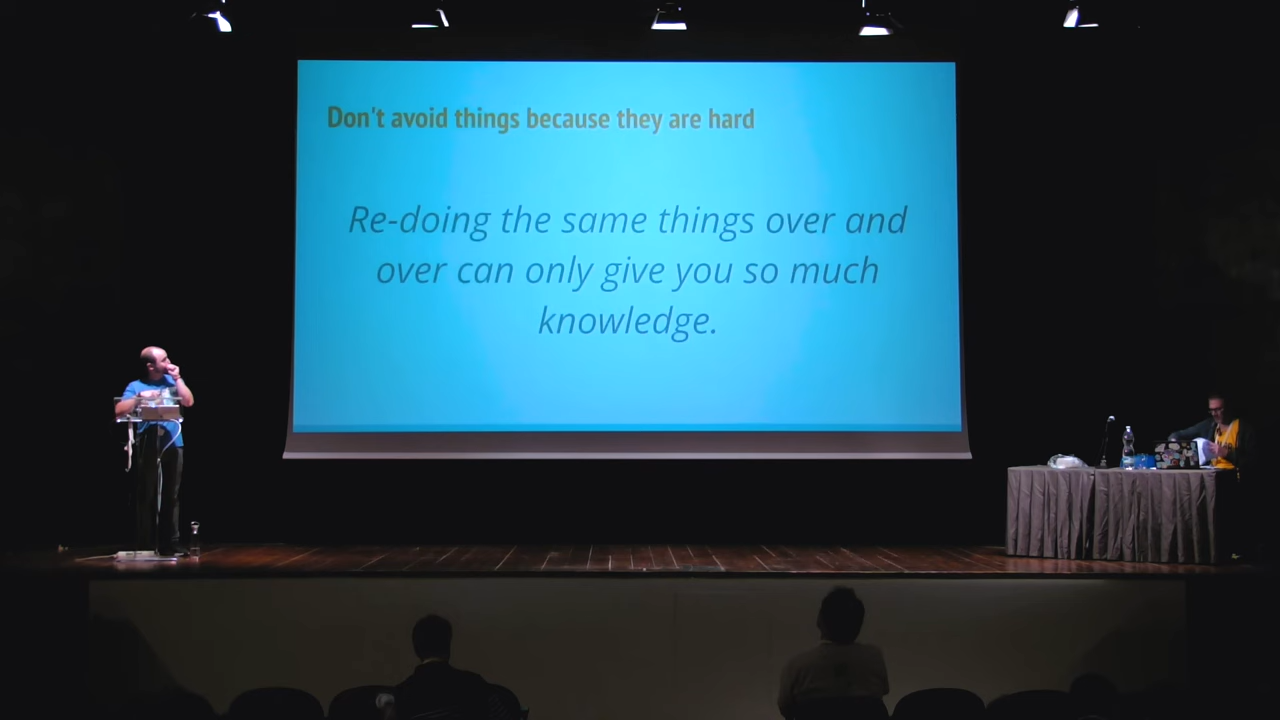 Don't avoid things because they are hard
Re-doing the same things over and
over can only give you so much
knowledge.